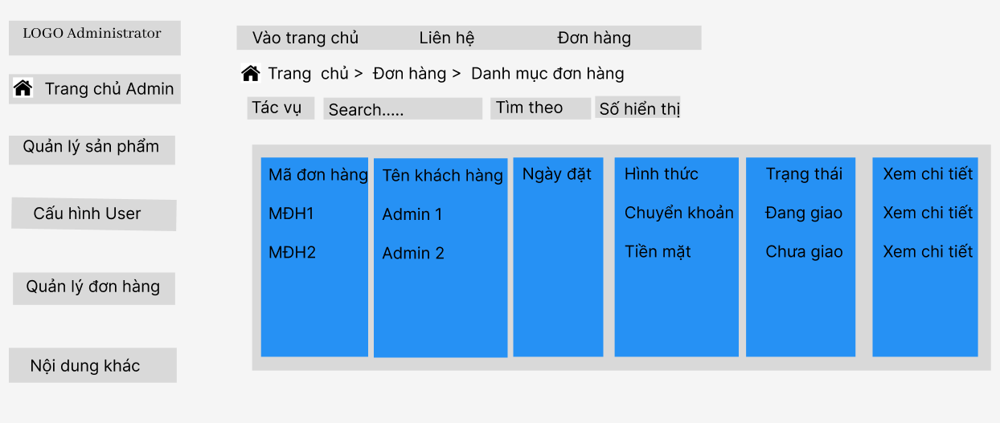 LOGO Administrator
Vào trang chủ Liên hệ Đơn hàng
Trang chủ > Đơn hàng > Danh mục đơn hàng
Trang chủ Admin
Tác vụ Search..... Tìm theo Số hiển thị
Quản lý sản phẩm
Cấu hình User
Quản lý đơn hàng
Nội dung khác
Mã đơn hàng Tên khách hàng Ngày đặt Hình thức Trạng thái Xem chi tiết
MĐH1 Admin 1 Chuyển khoản Đang giao Xem chi tiết
MĐH2 Admin 2 Tiền mặt Chưa giao Xem chi tiết